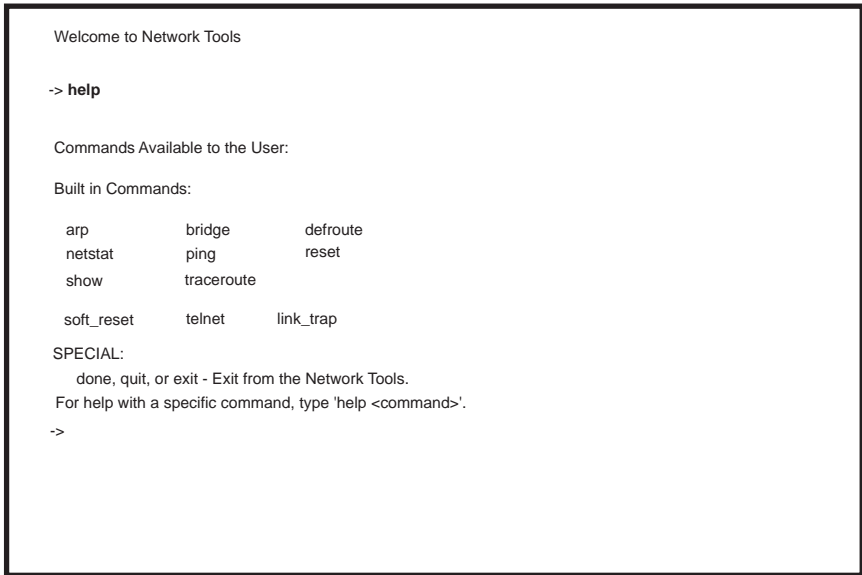 Welcome to Network Tools
-> help
Commands Available to the User:
Built in Commands:
arp bridge defroute
netstat ping reset
show traceroute
soft_reset telnet link_trap
SPECIAL:
done, quit, or exit - Exit from the Network Tools.
For help with a specific command, type 'help <command>'.
->